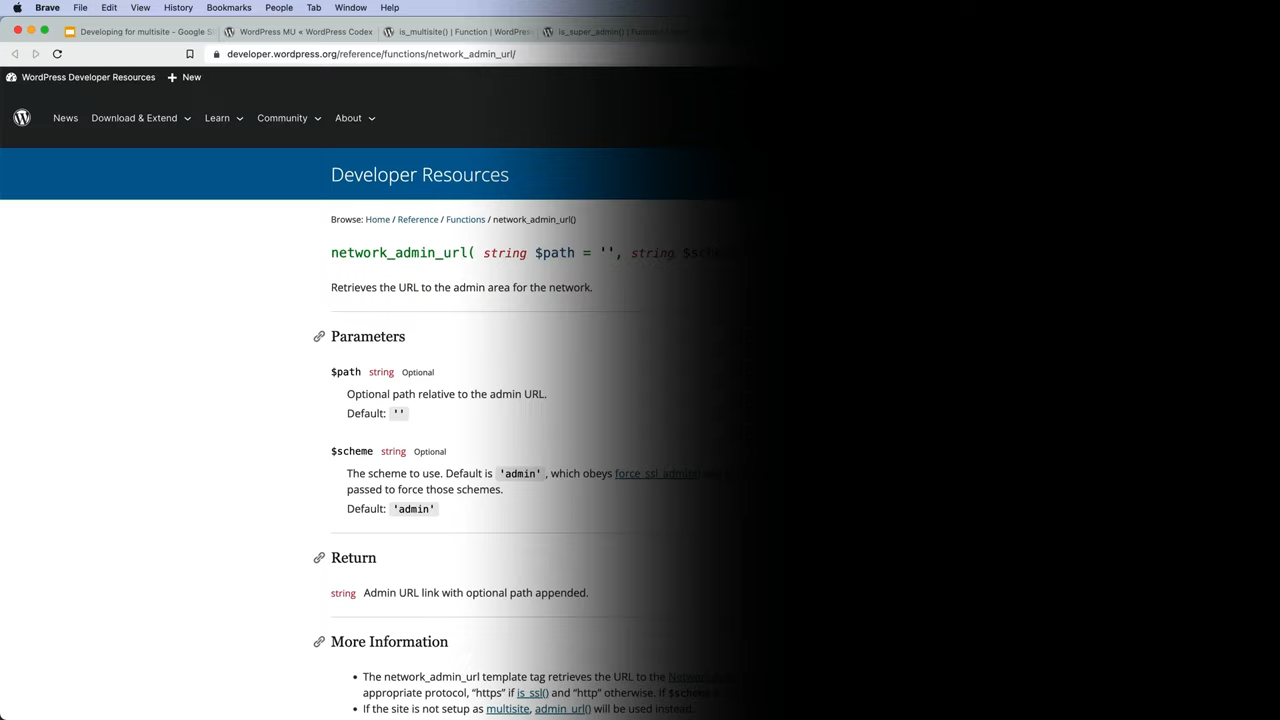 Brave File Edit View History Bookmarks People Tab Window Help
Developing for multisite - Google S WordPress MU « WordPress Codex is_multisite() | Function | WordPres is_super_admin() |
developer.wordpress.org/reference/functions/network_admin_url/
WordPress Developer Resources + New
News Download & Extend Learn Community About
Developer Resources
Browse: Home / Reference / Functions / network_admin_url()
network_admin_url( string $path = '', string
Retrieves the URL to the admin area for the network.
Parameters
$path string Optional
Optional path relative to the admin URL.
Default: ''
$scheme string Optional
The scheme to use. Default is 'admin', which obeys force_ssl_admin()
passed to force those schemes.
Default: 'admin'
Return
string Admin URL link with optional path appended.
More Information
• The network_admin_url template tag retrieves the URL to the
appropriate protocol, “https” if is_ssl() and “http” otherwise. If
• If the site is not setup as multisite, admin_url() will be used instead.